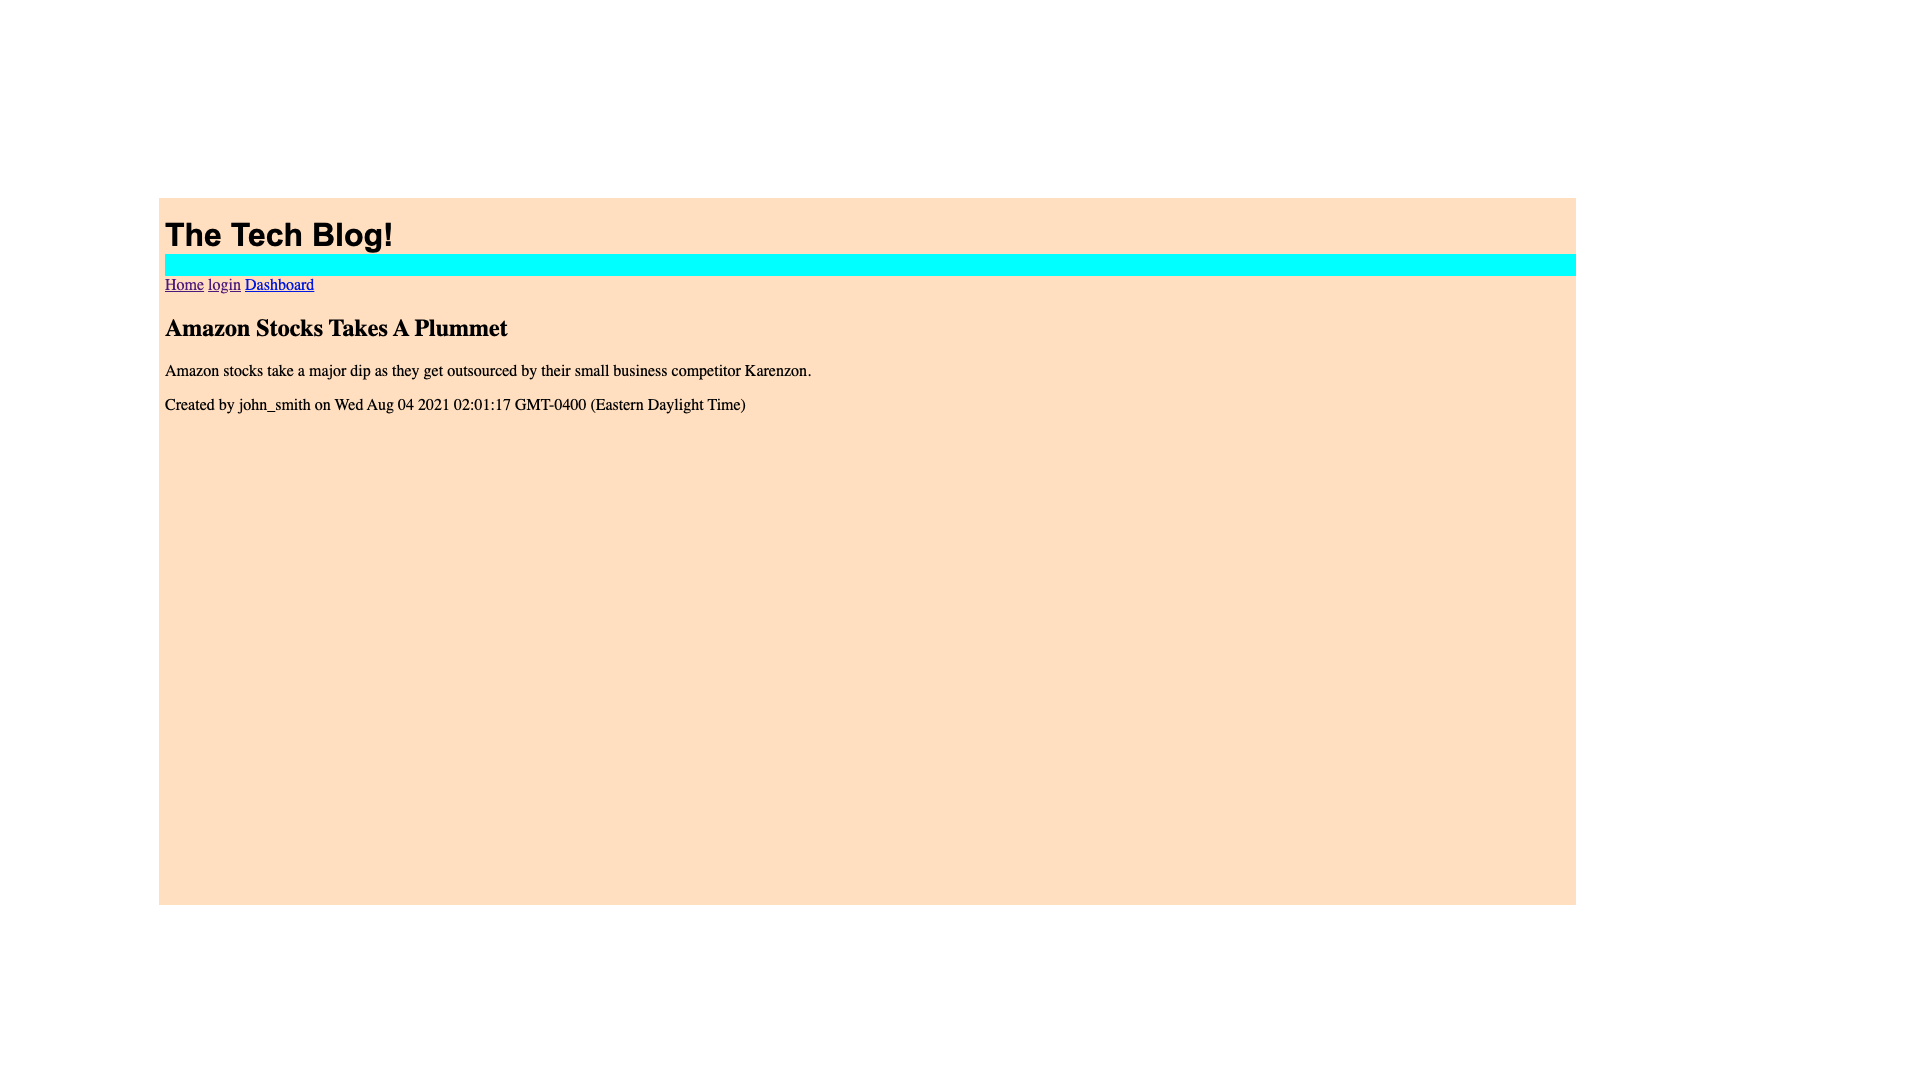 The Tech Blog!
Home login Dashboard
Amazon Stocks Takes A Plummet
Amazon stocks take a major dip as they get outsourced by their small business competitor Karenzon.
Created by john_smith on Wed Aug 04 2021 02:01:17 GMT-0400 (Eastern Daylight Time)